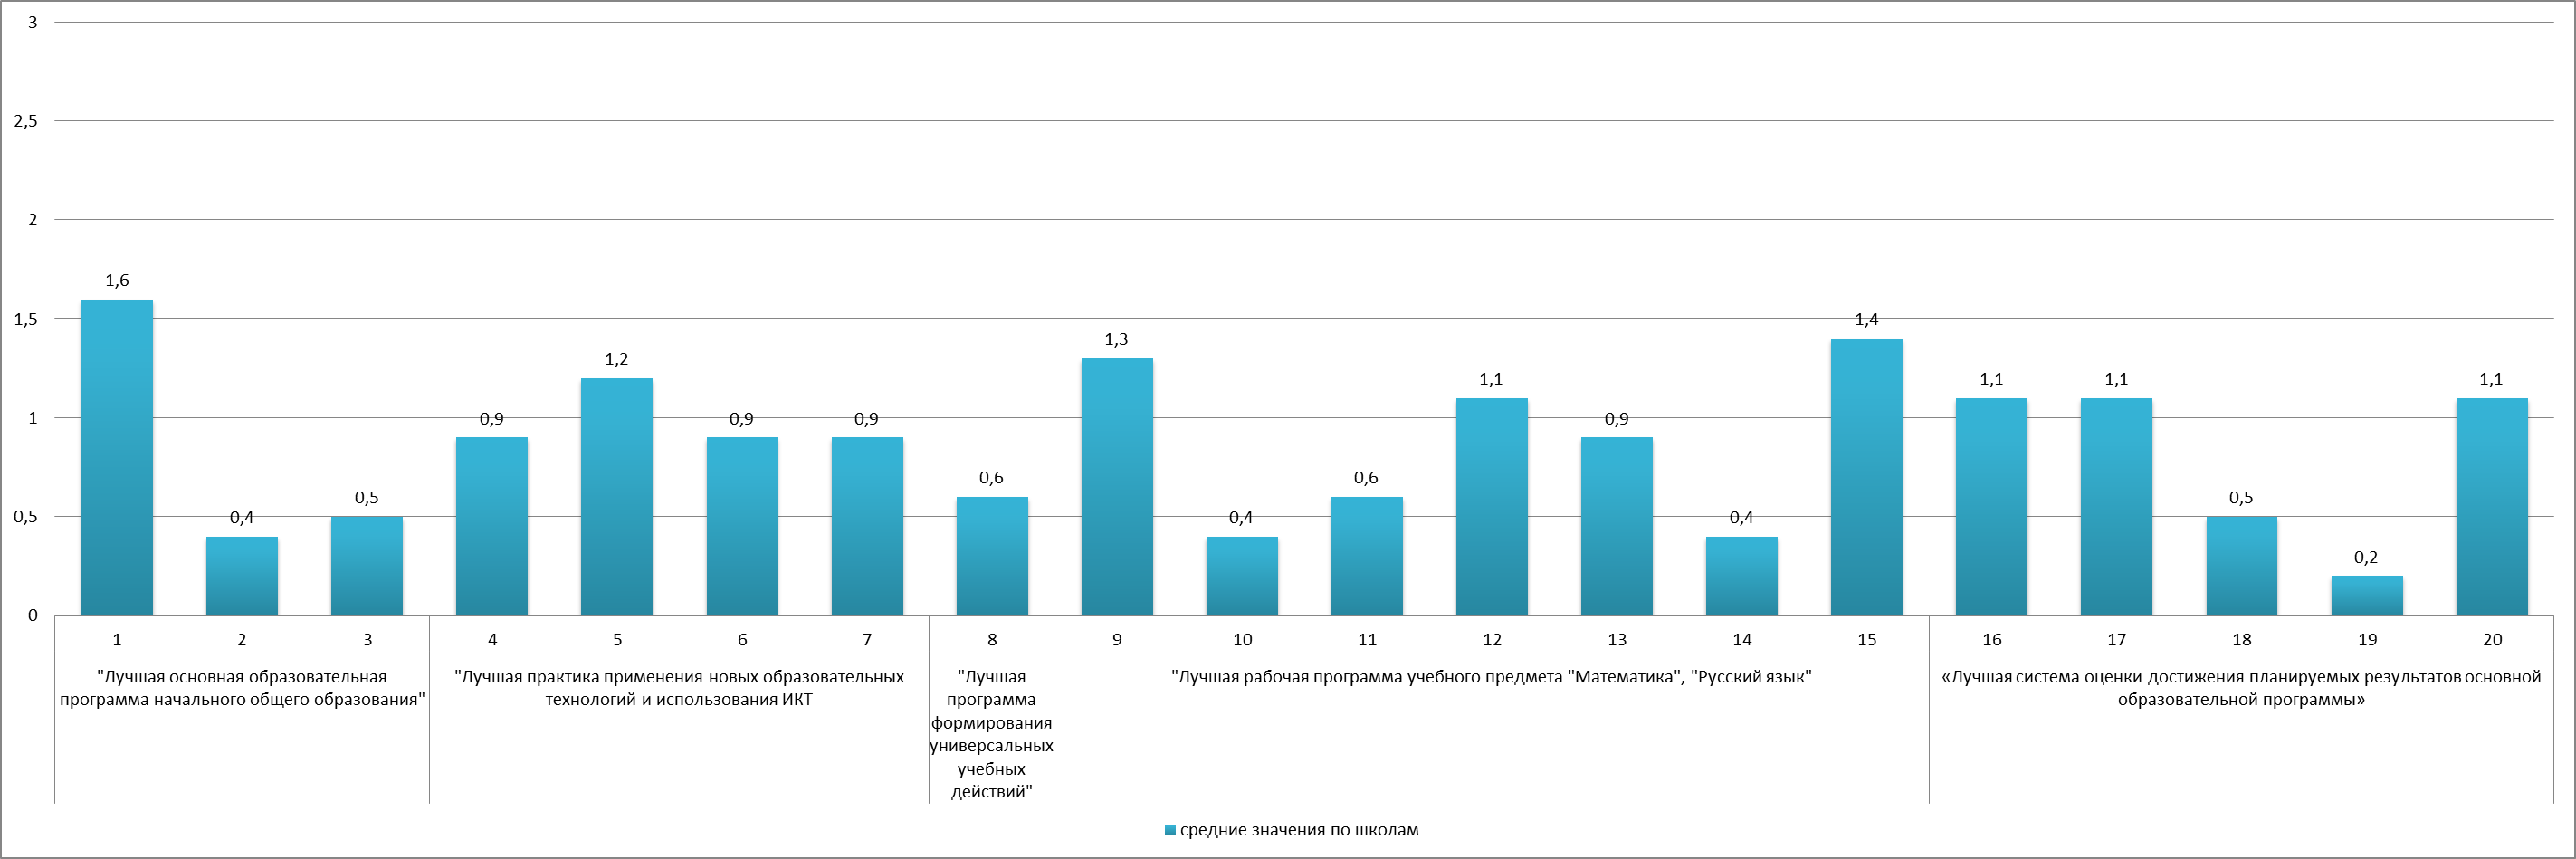 3
2,5
2
1,5
1
0,5
0
1,6
0,4
0,5
0,9
1,2
0,9
0,9
0,6
1,3
0,4
0,6
1,1
0,9
0,4
1,4
1,1
1,1
0,5
0,2
1,1
1 2 3 4 5 6 7 8 9 10 11 12 13 14 15 16 17 18 19 20
"Лучшая основная образовательная
программа начального общего образования"
"Лучшая практика применения новых образовательных
технологий и использования ИКТ
"Лучшая
программа
формирования
универсальных
учебных
действий"
"Лучшая рабочая программа учебного предмета "Математика", "Русский язык"
«Лучшая система оценки достижения планируемых результатов основной
образовательной программы»
средние значения по школам